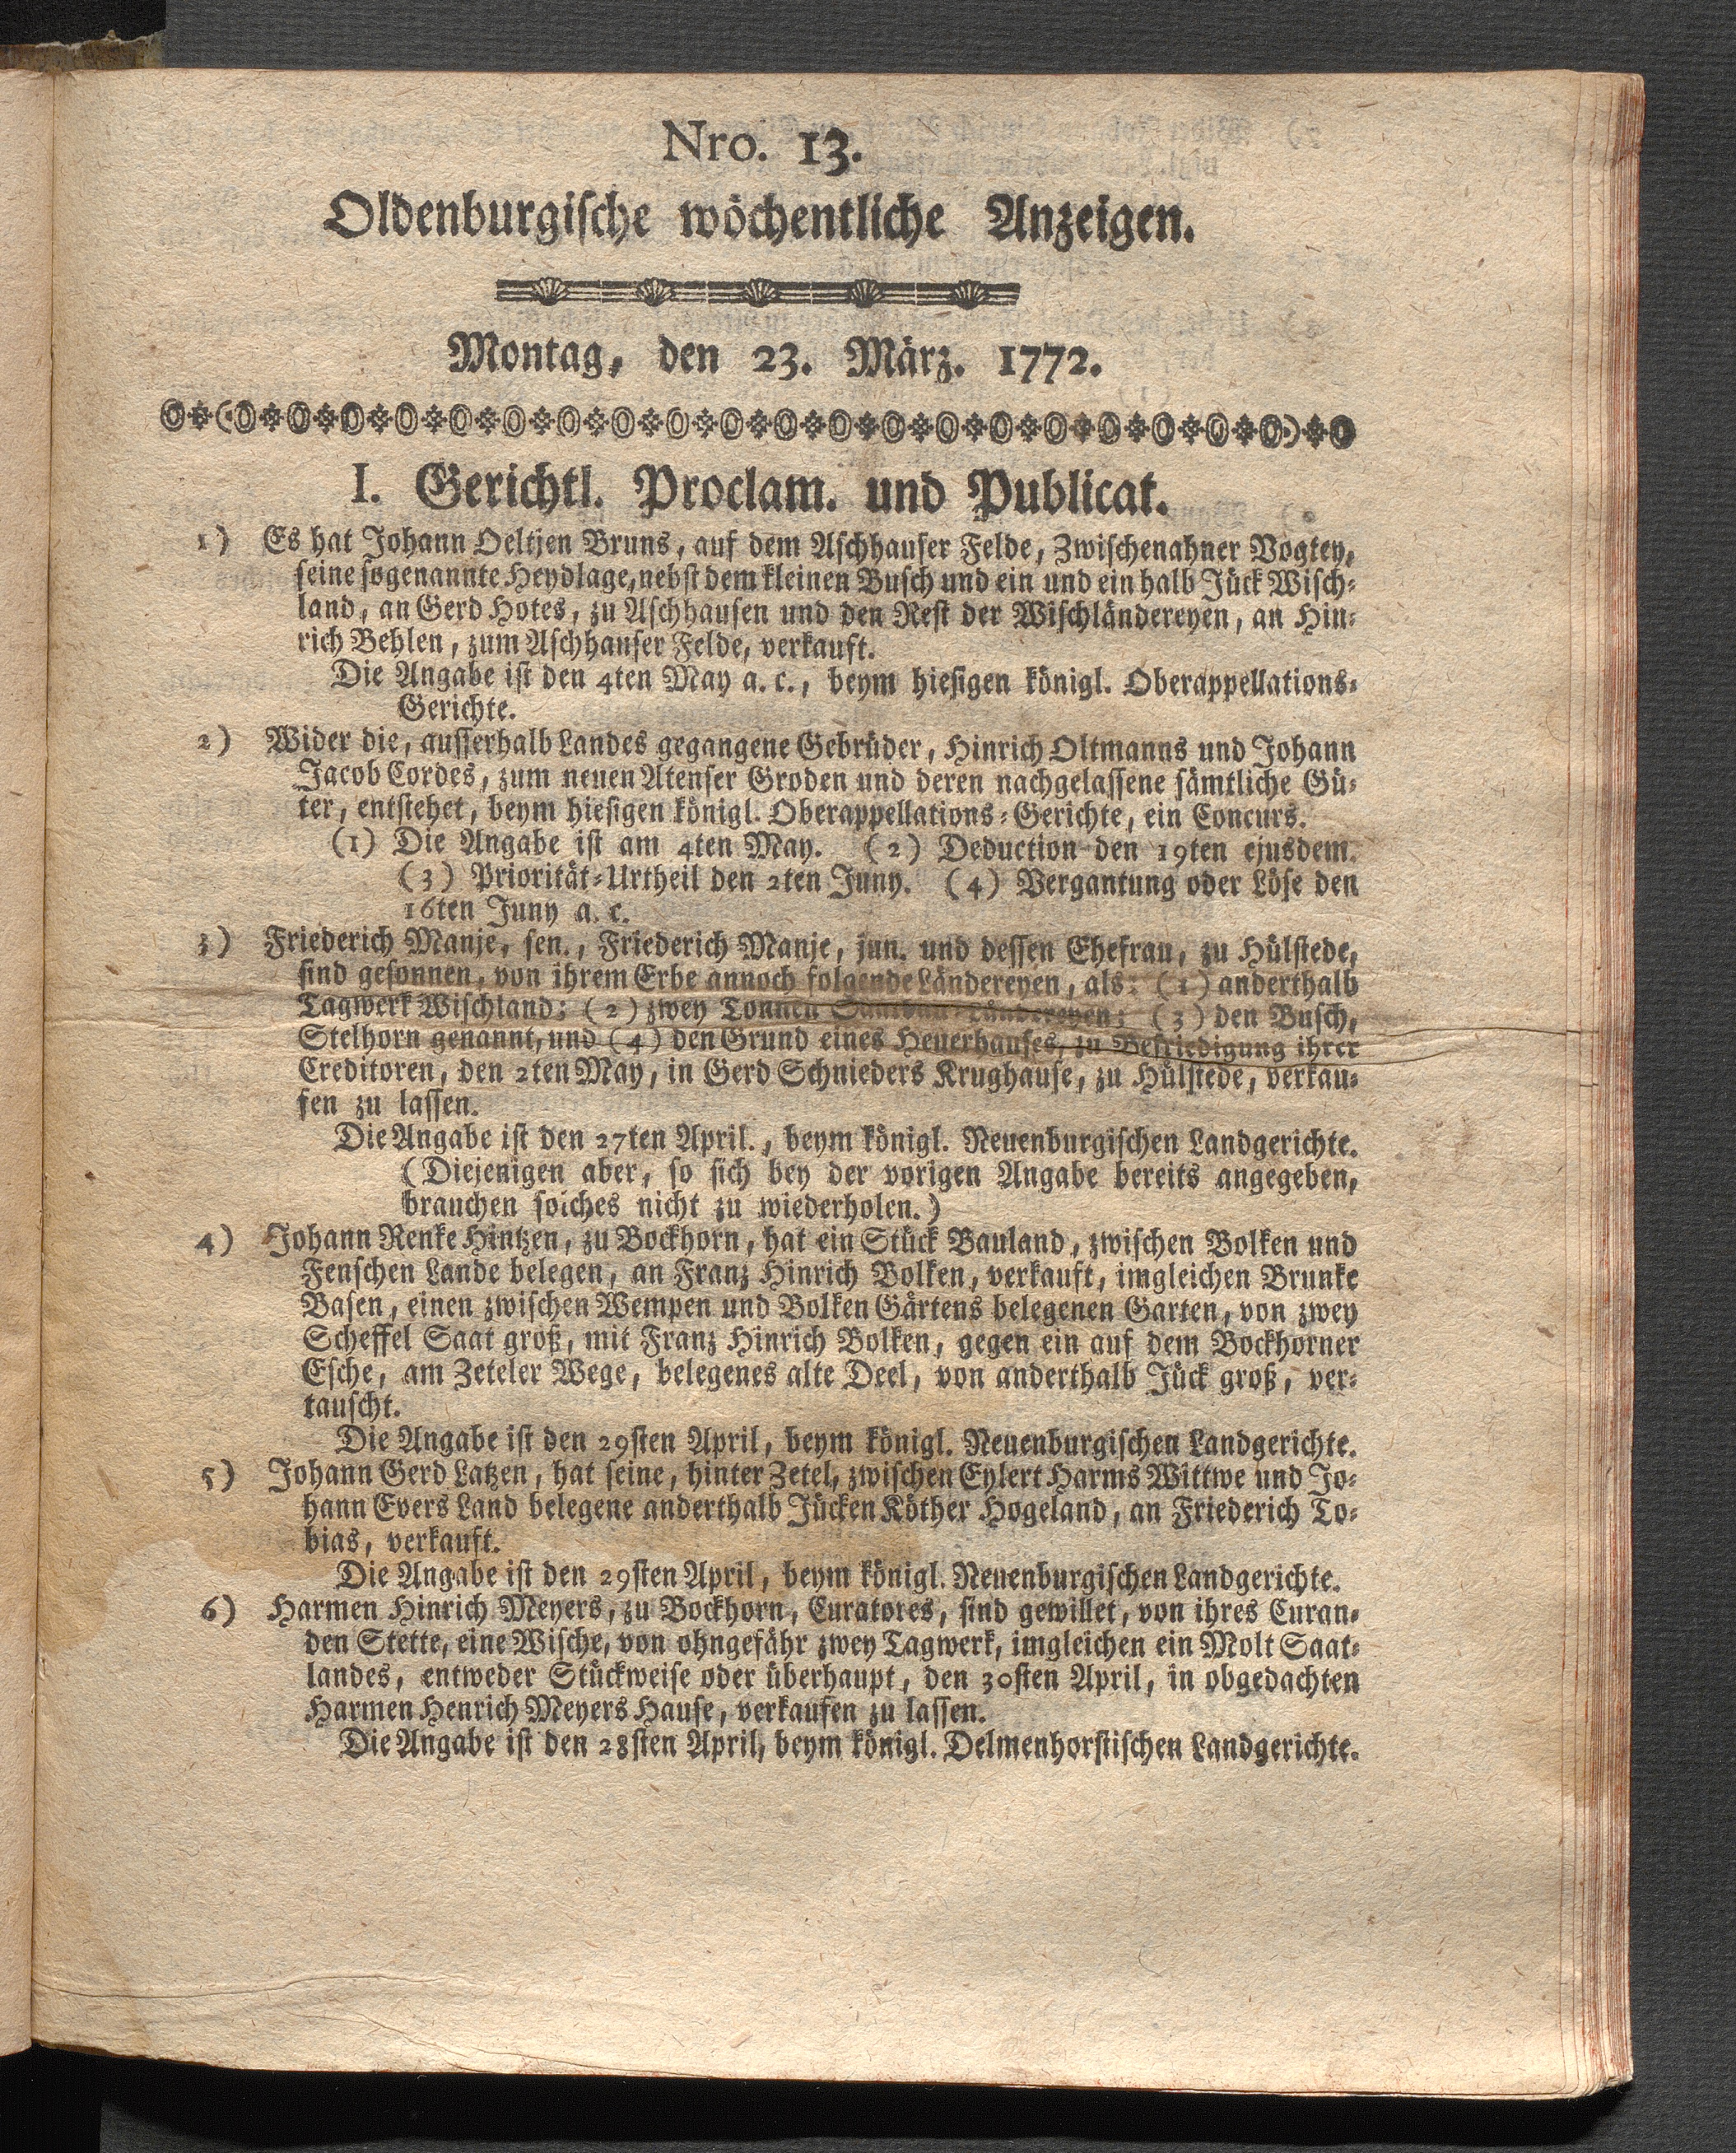 Nro. 13.
Oldenburgische wöchentliche Anzeigen.
Montag, den 23. März. 1772.
I. Gerichtl. Proclam. und Publicat.
1) Es hat Johann Oeltjen Bruns, auf dem Aschhauser Felde, Zwischenahner Vogtey,
seine sogenannte Heydlage, nebst dem kleinen Busch und ein und ein halb Jück Wisch-
land, an Gerd Hotes, zu Aschhausen und den Rest der Wischländereyen, an Hin-
rich Behlen, zum Aschhauser Felde, verkauft.
Die Angabe ist den 4ten May a. c., beym hiesigen königl. Oberappellations-
Gerichte.
2) Wider die, ausserhalb Landes gegangene Gebrüder, Hinrich Oltmanns und Johann
Jacob Cordes, zum neuen Atenser Groden und deren nachgelassene sämtliche Gü-
ter, entstehet, beym hiesigen königl. Oberappellations-Gerichte, ein Concurs.
(1) Die Angabe ist am 4ten May. (2) Deduction den 19ten ejusdem.
(3) Priorität-Urtheil den 2ten Juny. (4) Vergantung oder Löse den
16ten Juny a. c.
3) Friederich Manje, sen., Friederich Manje, jun. und dessen Ehefrau, zu Hülstede,
sind gesonnen, von ihrem Erbe annoch folgende Ländereyen, als: (1) anderthalb
Tagwerk Wischland; (2) zwey Tonnen Ländereyen; (3) den Busch,
Stelhorn genannt, und (4) den Grund eines Heuerhauses, zu Befriedigung ihrer
Creditoren, den 2ten May, in Gerd Schnieders Krughause, zu Hülstede, verkau-
fen zu lassen.
Die Angabe ist den 27ten April., beym königl. Neuenburgischen Landgerichte.
(Diejenigen aber, so sich bey der vorigen Angabe bereits angegeben,
brauchen solches nicht zu wiederholen.)
4) Johann Renke Hintzen, zu Bockhorn, hat ein Stück Bauland, zwischen Bolken und
Fenschen Lande belegen, an Franz Hinrich Bolken, verkauft, imgleichen Brunke
Basen, einen zwischen Wempen und Bolken Gärtens belegenen Garten, von zwey
Scheffel Saat groß, mit Franz Hinrich Bolken, gegen ein auf dem Bockhorner
Esche, am Zeteler Wege, belegenes alte Deel, von anderthalb Jück groß, ver-
tauscht.
Die Angabe ist den 29sten April, beym königl. Neuenburgischen Landgerichte.
5) Johann Gerd Latzen, hat seine, hinter Zetel, zwischen Eylert Harms Wittwe und Jo-
hann Evers Land belegene anderthalb Jücken Köther Hogeland, an Friederich To-
bias, verkauft.
Die Angabe ist den 29sten April, beym königl. Neuenburgischen Landgerichte.
6) Harmen Hinrich Meyers, zu Bockhorn, Curatores, sind gewillet, von ihres Curan-
den Stette, eine Wische, von ohngefähr zwey Tagwerk, imgleichen ein Molt Saat-
landes, entweder Stückweise oder überhaupt, den 30sten April, in obgedachten
Harmen Henrich Meyers Hause, verkaufen zu lassen.
Die Angabe ist den 28sten April, beym königl. Delmenhorstischen Landgerichte.